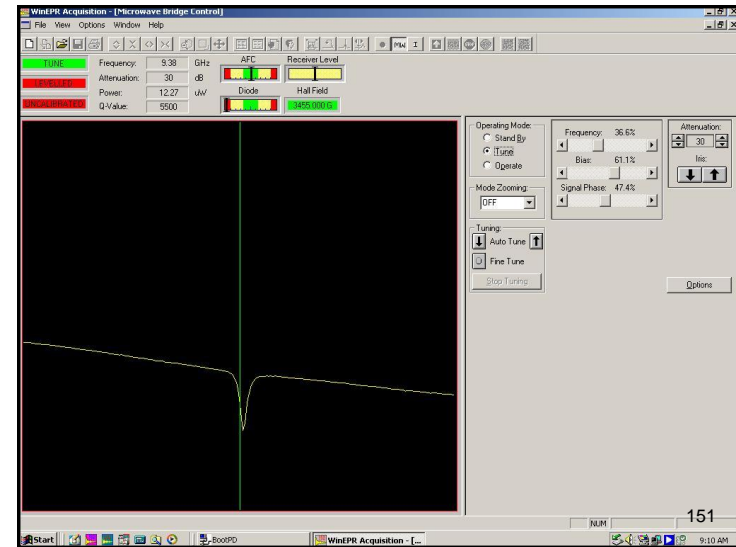 WinEPR Acquisition - [Microwave Bridge Control]
File View Options Window Help
TUNE
Frequency: 9.38 GHz
AFC
Receiver Level
LEVELLED
Attenuation: 30 dB
UNCALIBRATED
Power: 12.27 uW
Diode
Hall Field
Q-Value: 5500
3455.000 G
Operating Mode:
Stand By
Tune
Operate
Frequency: 36.6%
Bias: 61.1%
Signal Phase: 47.4%
Attenuation:
30
Iris:
Mode Zooming:
OFF
Tuning:
Auto Tune
Fine Tune
Stop Tuning
Options
NUM
151
Start
BootPD
WinEPR Acquisition - [...
9:10 AM